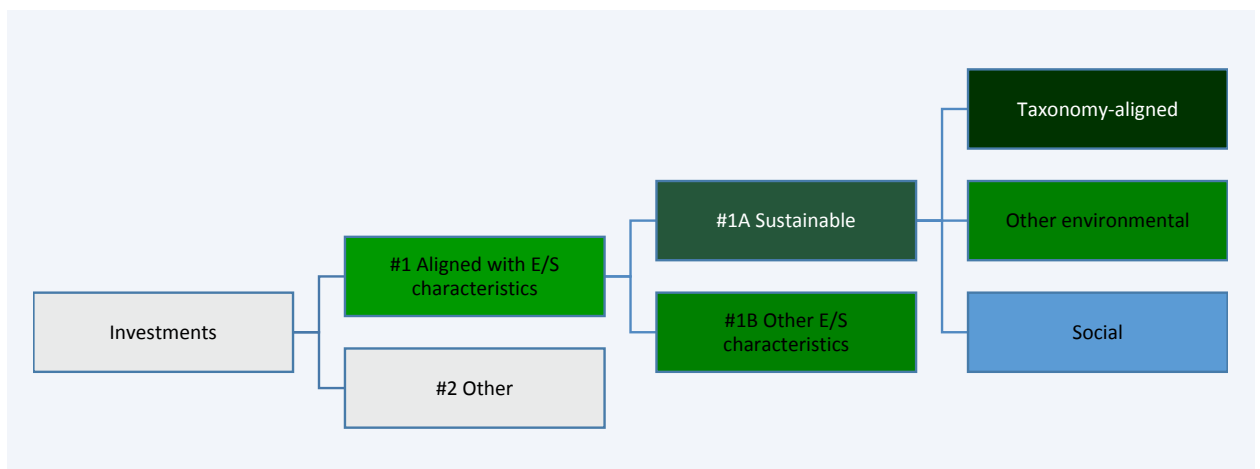 Investments
#1 Aligned with E/S
characteristics
#2 Other
#1A Sustainable
#1B Other E/S
characteristics
Taxonomy-aligned
Other environmental
Social